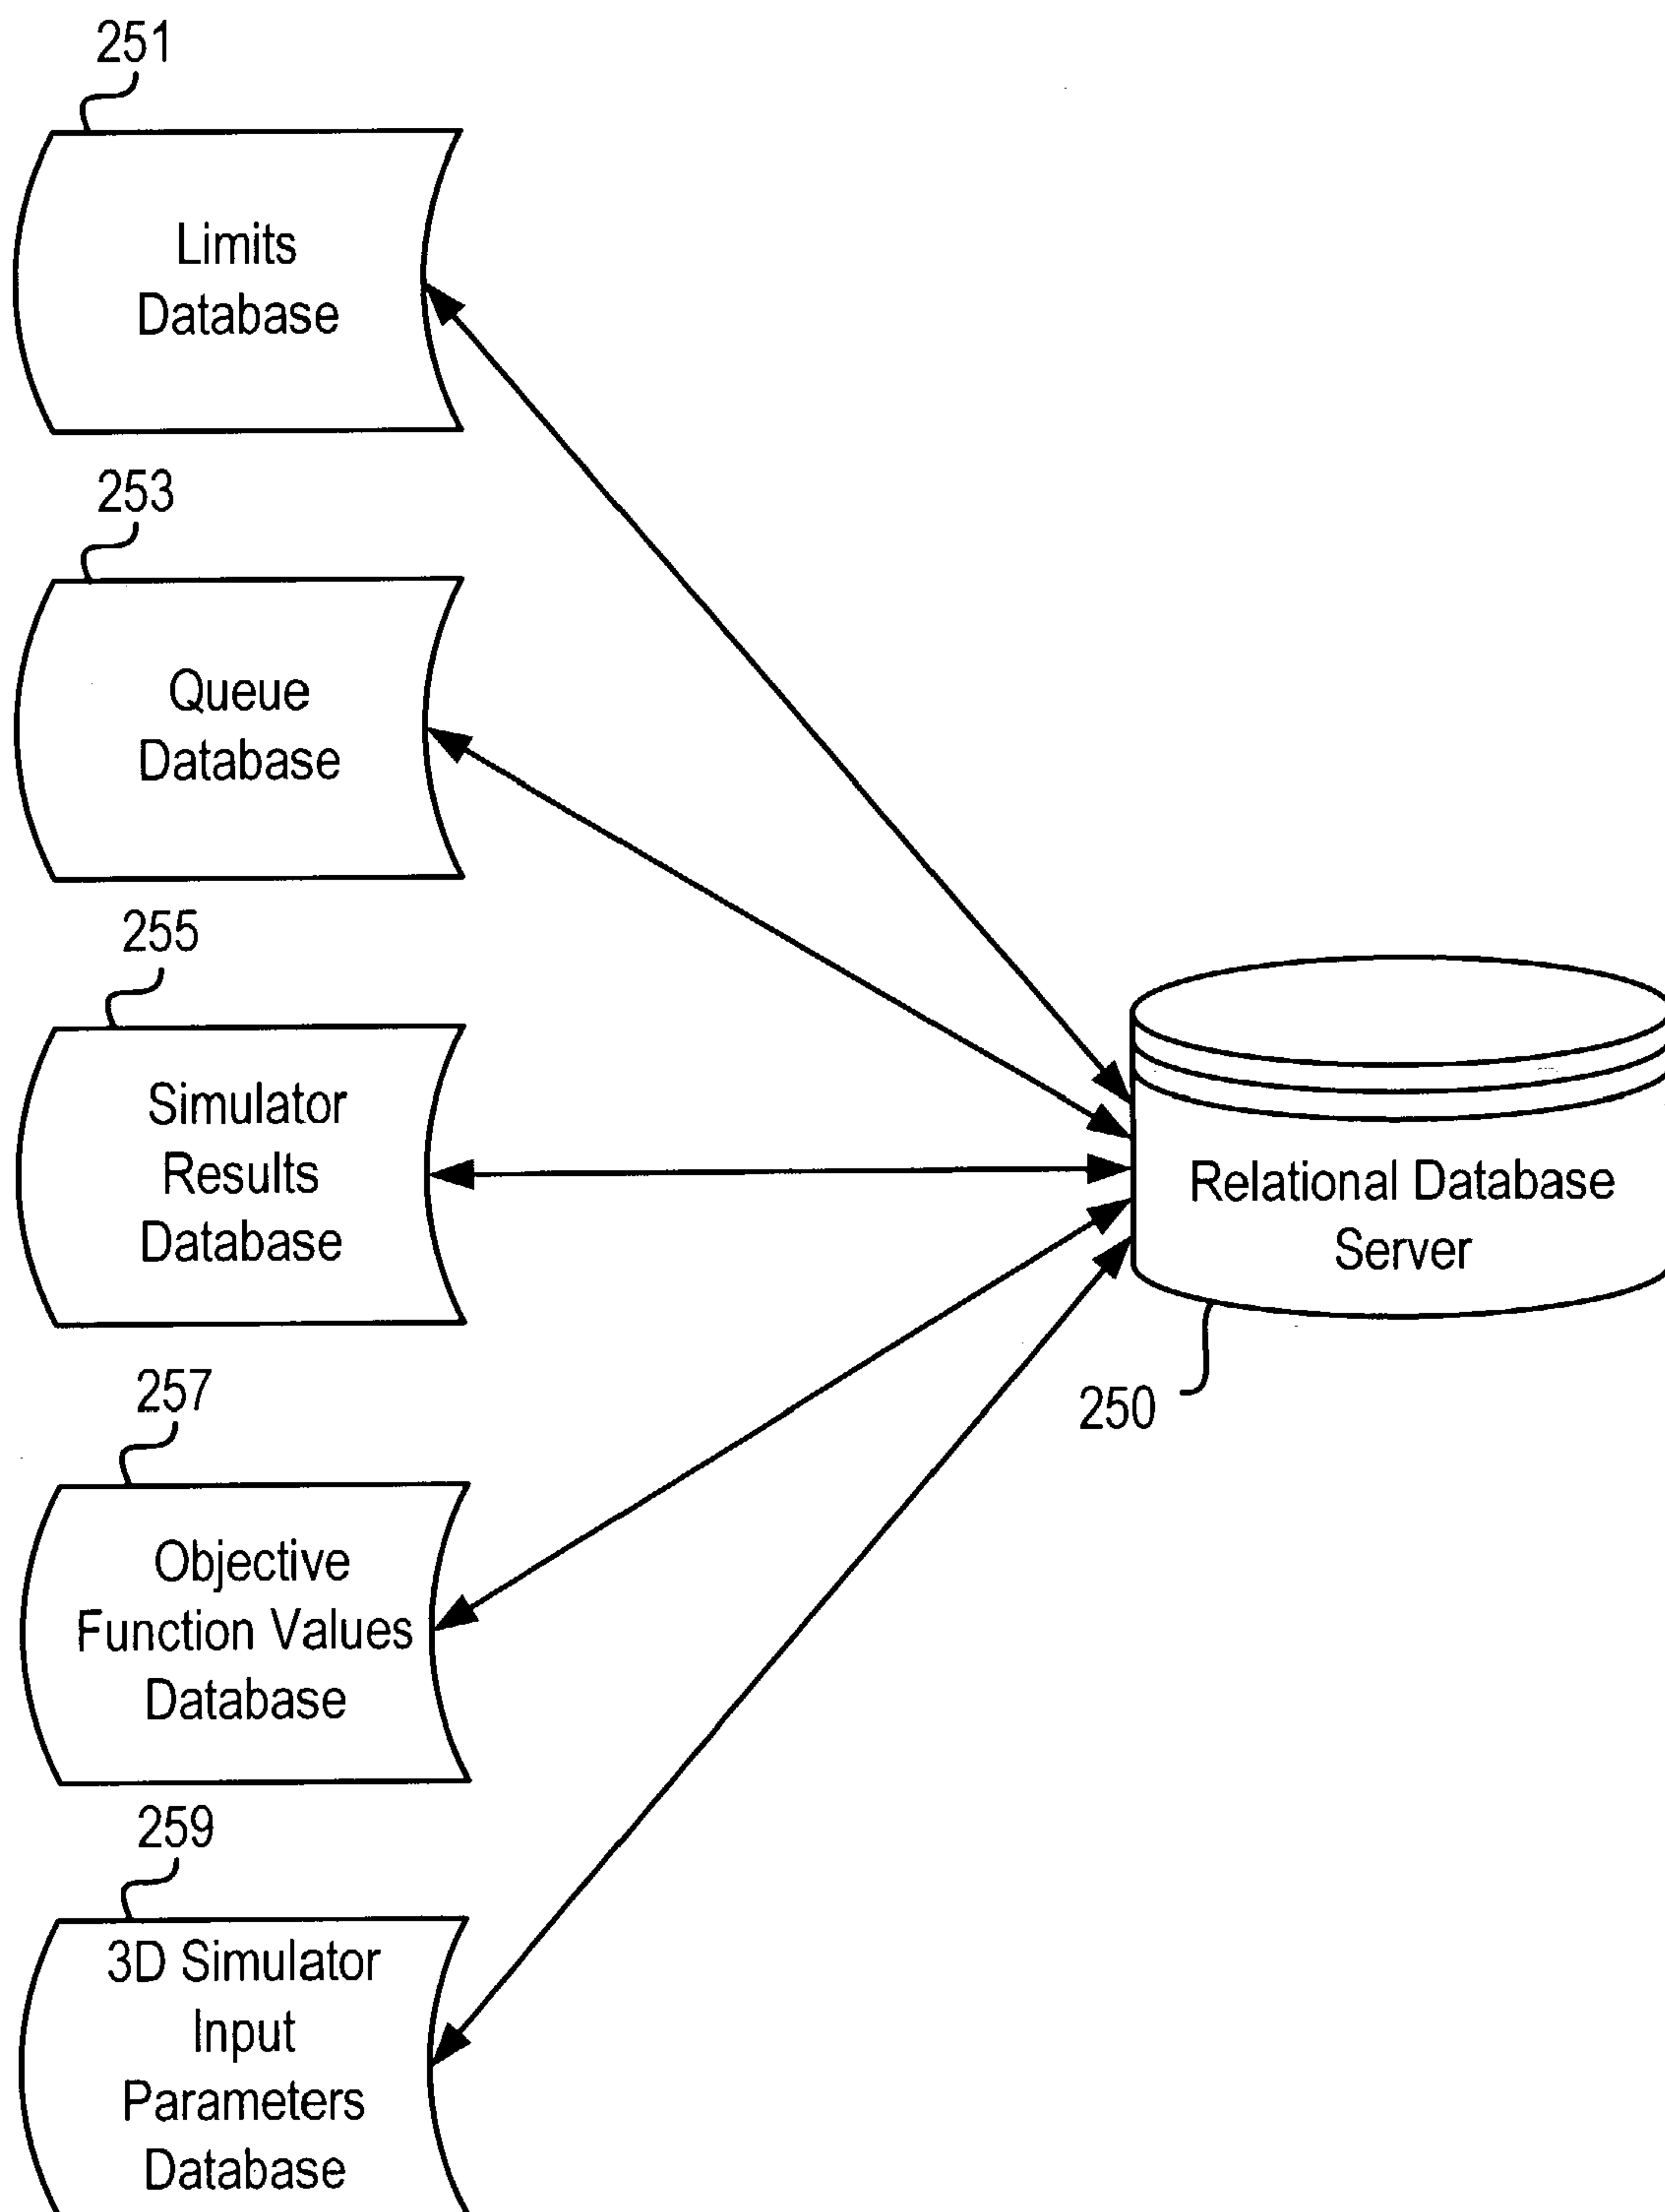 251
Limits
Database
253
Queue
Database
255
Simulator
Results
Database
Relational Database
Server
250
257
Objective
Function Values
Database
259
3D Simulator
Input
Parameters
Database